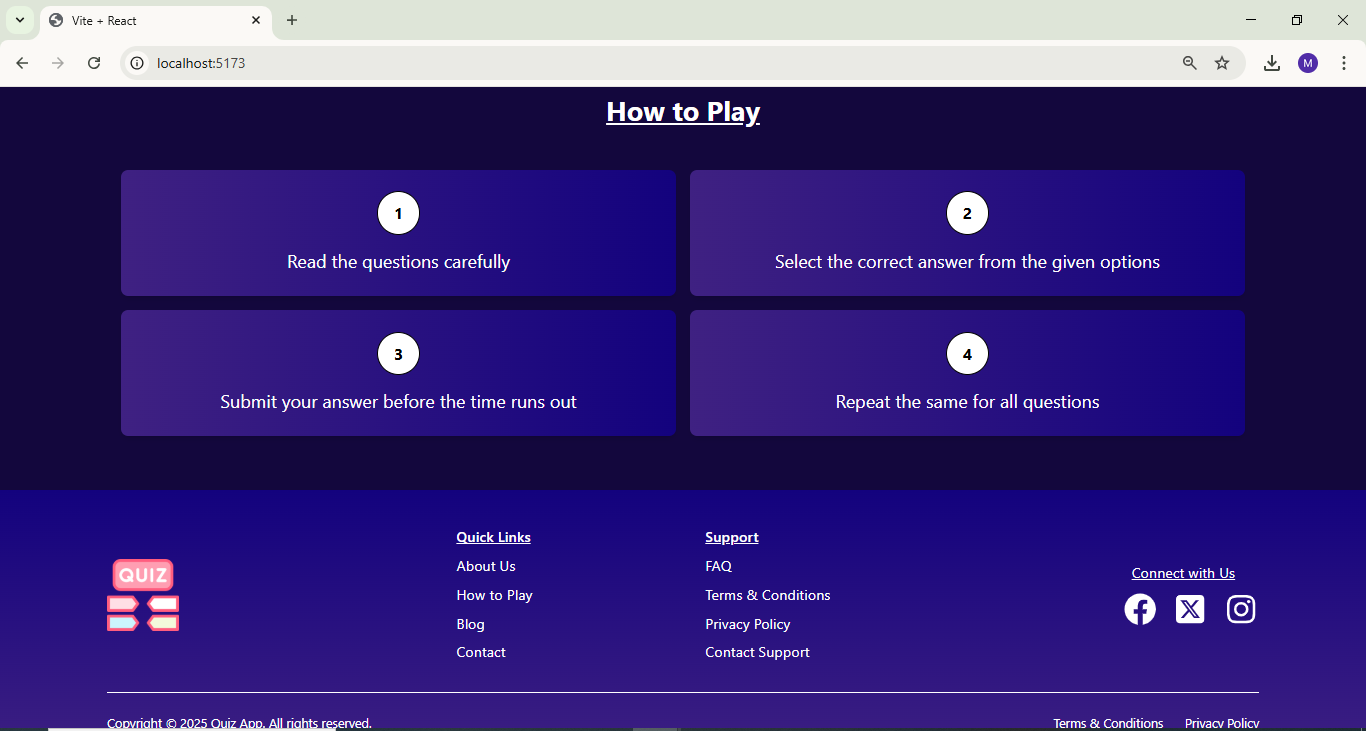 Vite + React
localhost:5173
M
How to Play
1
Read the questions carefully
2
Select the correct answer from the given options
3
Submit your answer before the time runs out
4
Repeat the same for all questions
QUIZ
Quick Links
About Us
How to Play
Blog
Contact
Support
FAQ
Terms & Conditions
Privacy Policy
Contact Support
Connect with Us
Copyright © 2025 Quiz App. All rights reserved.
Terms & Conditions Privacy Policy